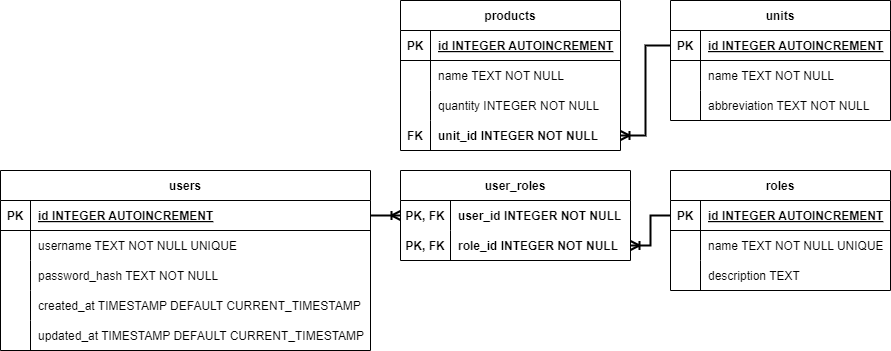 products
PK id INTEGER AUTOINCREMENT
name TEXT NOT NULL
quantity INTEGER NOT NULL
FK unit_id INTEGER NOT NULL
units
PK id INTEGER AUTOINCREMENT
name TEXT NOT NULL
abbreviation TEXT NOT NULL
users
PK id INTEGER AUTOINCREMENT
username TEXT NOT NULL UNIQUE
password_hash TEXT NOT NULL
created_at TIMESTAMP DEFAULT CURRENT_TIMESTAMP
updated_at TIMESTAMP DEFAULT CURRENT_TIMESTAMP
user_roles
PK, FK user_id INTEGER NOT NULL
PK, FK role_id INTEGER NOT NULL
roles
PK id INTEGER AUTOINCREMENT
name TEXT NOT NULL UNIQUE
description TEXT